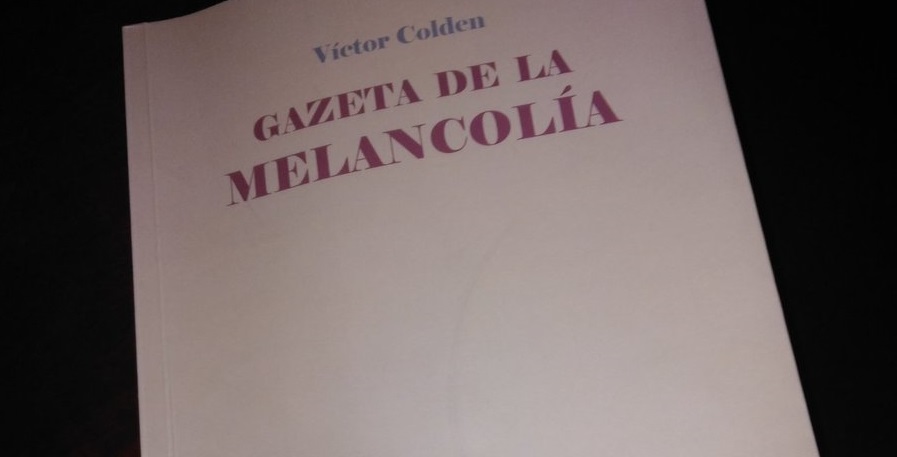 Víctor Colden
GAZETA DE LA
MELANCOLÍA